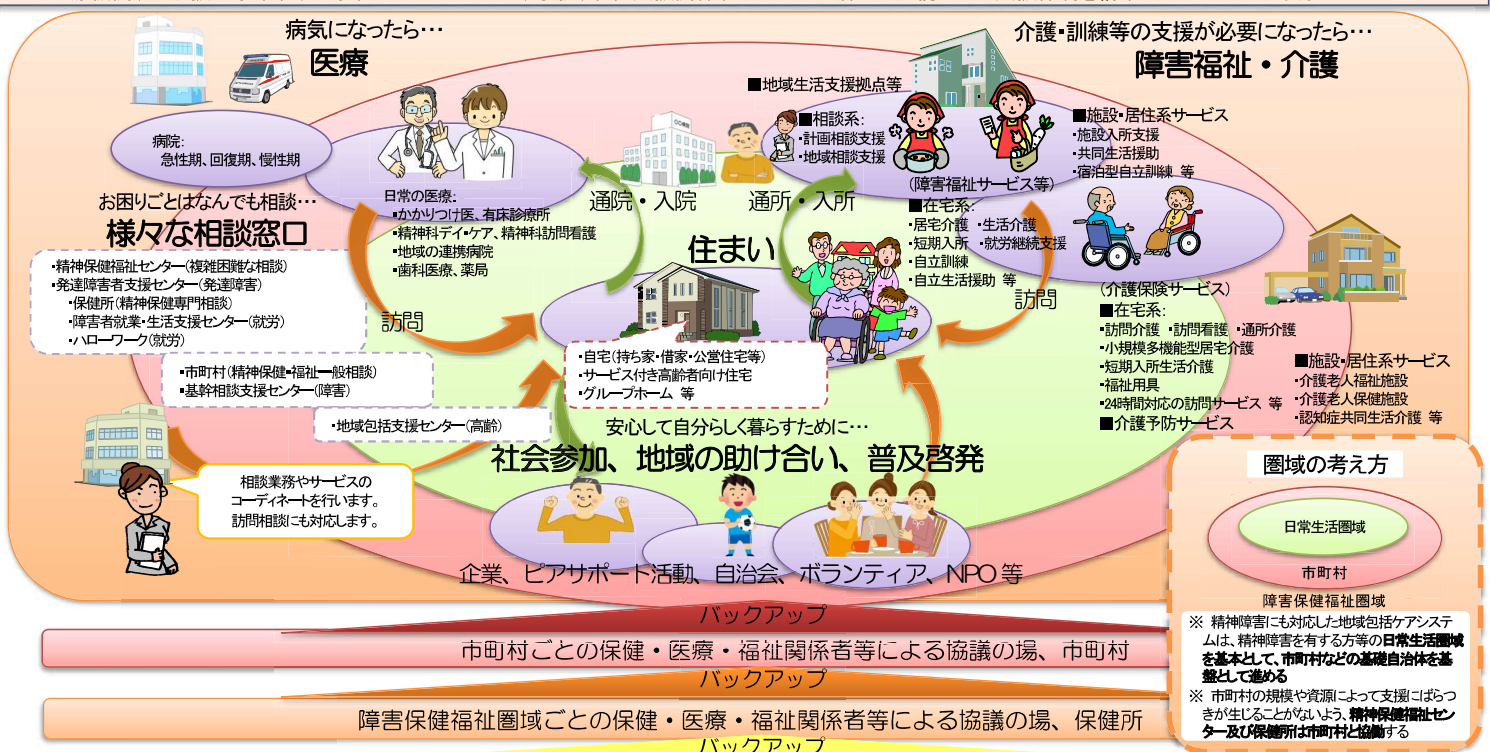 病気になったら…
医療
介護・訓練等の支援が必要になったら…
障害福祉・介護
病院:
急性期、回復期、慢性期
日常の医療:
・かかりつけ医、有床診療所
・精神科デイ・ケア、精神科訪問看護
・地域の連携病院
・歯科医療、薬局
通院・入院
通所・入所
住まい
■地域生活支援拠点等
■相談系:
・計画相談支援
・地域相談支援
■施設・居住系サービス
・施設入所支援
・共同生活援助
・宿泊型自立訓練 等
(障害福祉サービス等)
■在宅系:
・居宅介護 ・生活介護
・短期入所 ・就労継続支援
・自立訓練
・自立生活援助 等
訪問
訪問
(介護保険サービス)
■在宅系:
・訪問介護 ・訪問看護 ・通所介護
・小規模多機能型居宅介護
・短期入所生活介護
・福祉用具
・24時間対応の訪問サービス 等
■介護予防サービス
■施設・居住系サービス
・介護老人福祉施設
・介護老人保健施設
・認知症共同生活介護 等
お困りごとはなんでも相談…
様々な相談窓口
・精神保健福祉センター(複雑困難な相談)
・発達障害者支援センター(発達障害)
・保健所(精神保健専門相談)
・障害者就業・生活支援センター(就労)
・ハローワーク(就労)
・市町村(精神保健・福祉一般相談)
・基幹相談支援センター(障害)
・地域包括支援センター(高齢)
相談業務やサービスの
コーディネートを行います。
訪問相談にも対応します。
・自宅(持ち家・借家・公営住宅等)
・サービス付き高齢者向け住宅
・グループホーム 等
安心して自分らしく暮らすために…
社会参加、地域の助け合い、普及啓発
企業、ピアサポート活動、自治会、ボランティア、NPO 等
バックアップ
市町村ごとの保健・医療・福祉関係者等による協議の場、市町村
バックアップ
障害保健福祉圏域ごとの保健・医療・福祉関係者等による協議の場、保健所
バックアップ
圏域の考え方
日常生活圏域
市町村
障害保健福祉圏域
※ 精神障害にも対応した地域包括ケアシステ
ムは、精神障害を有する方等の日常生活圏域
を基本として、市町村などの基礎自治体を基
盤として進める
※ 市町村の規模や資源によって支援にばらつ
きが生じることがないよう、精神保健福祉セン
ター及び保健所は市町村と協働する